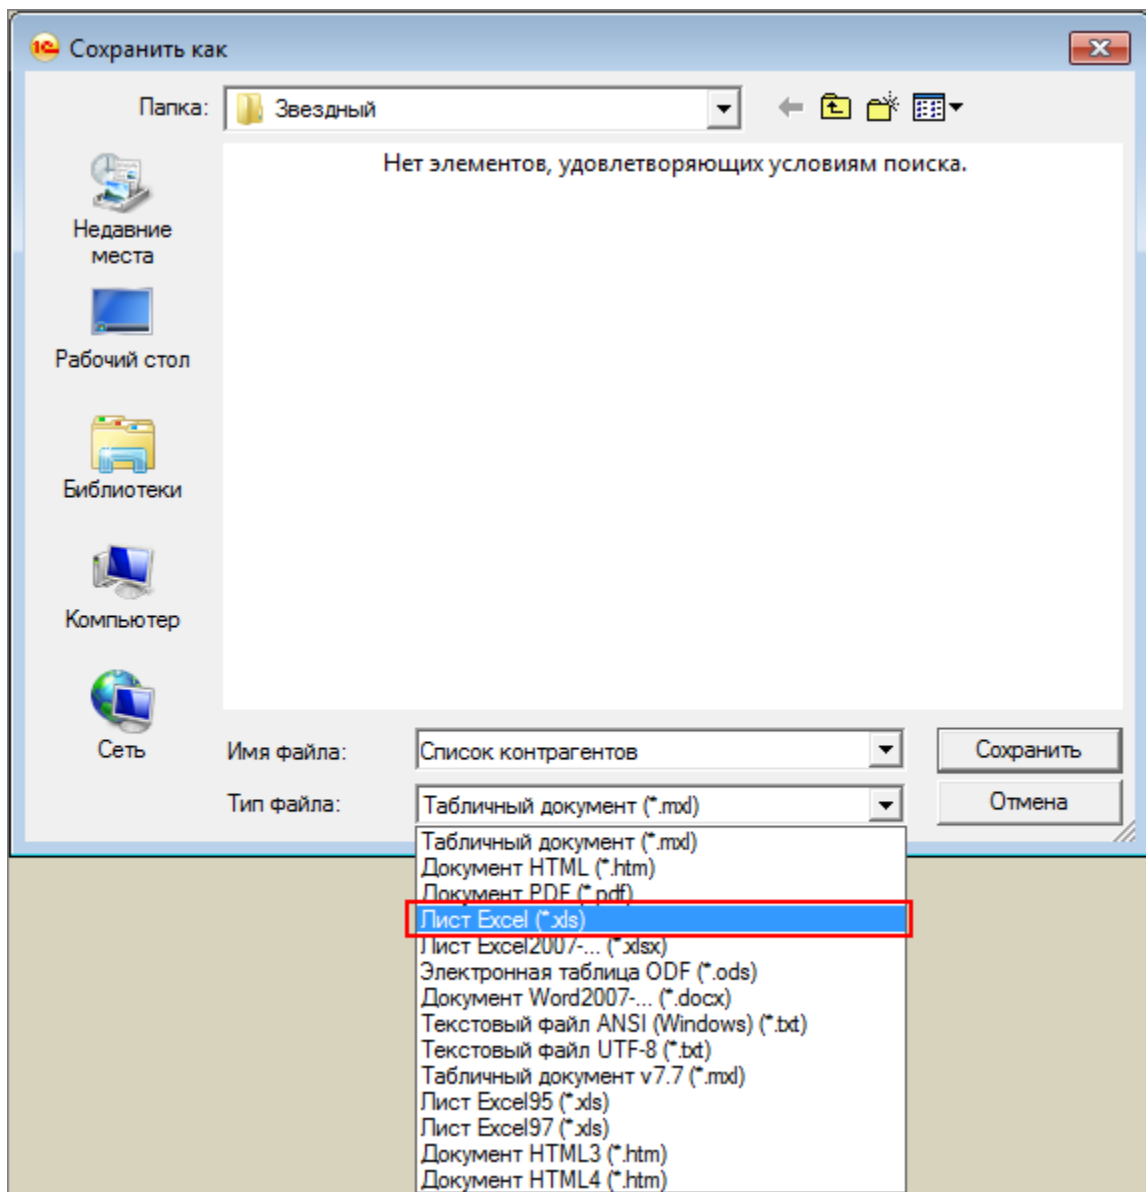 1С Сохранить как
Папка: Звездный
Нет элементов, удовлетворяющих условиям поиска.
Недавние
места
Рабочий стол
Библиотеки
Компьютер
Сеть
Имя файла: Список контрагентов Сохранить
Тип файла: Табличный документ (*.mxl) Отмена
Табличный документ (*.mxl)
Документ HTML (*.htm)
Документ PDF (*.pdf)
Лист Excel (*.xls)
Лист Excel2007-... (*.xlsx)
Электронная таблица ODF (*.ods)
Документ Word2007-... (*.docx)
Текстовый файл ANSI (Windows) (*.txt)
Текстовый файл UTF-8 (*.txt)
Табличный документ v7.7 (*.mxl)
Лист Excel95 (*.xls)
Лист Excel97 (*.xls)
Документ HTML3 (*.htm)
Документ HTML4 (*.htm)